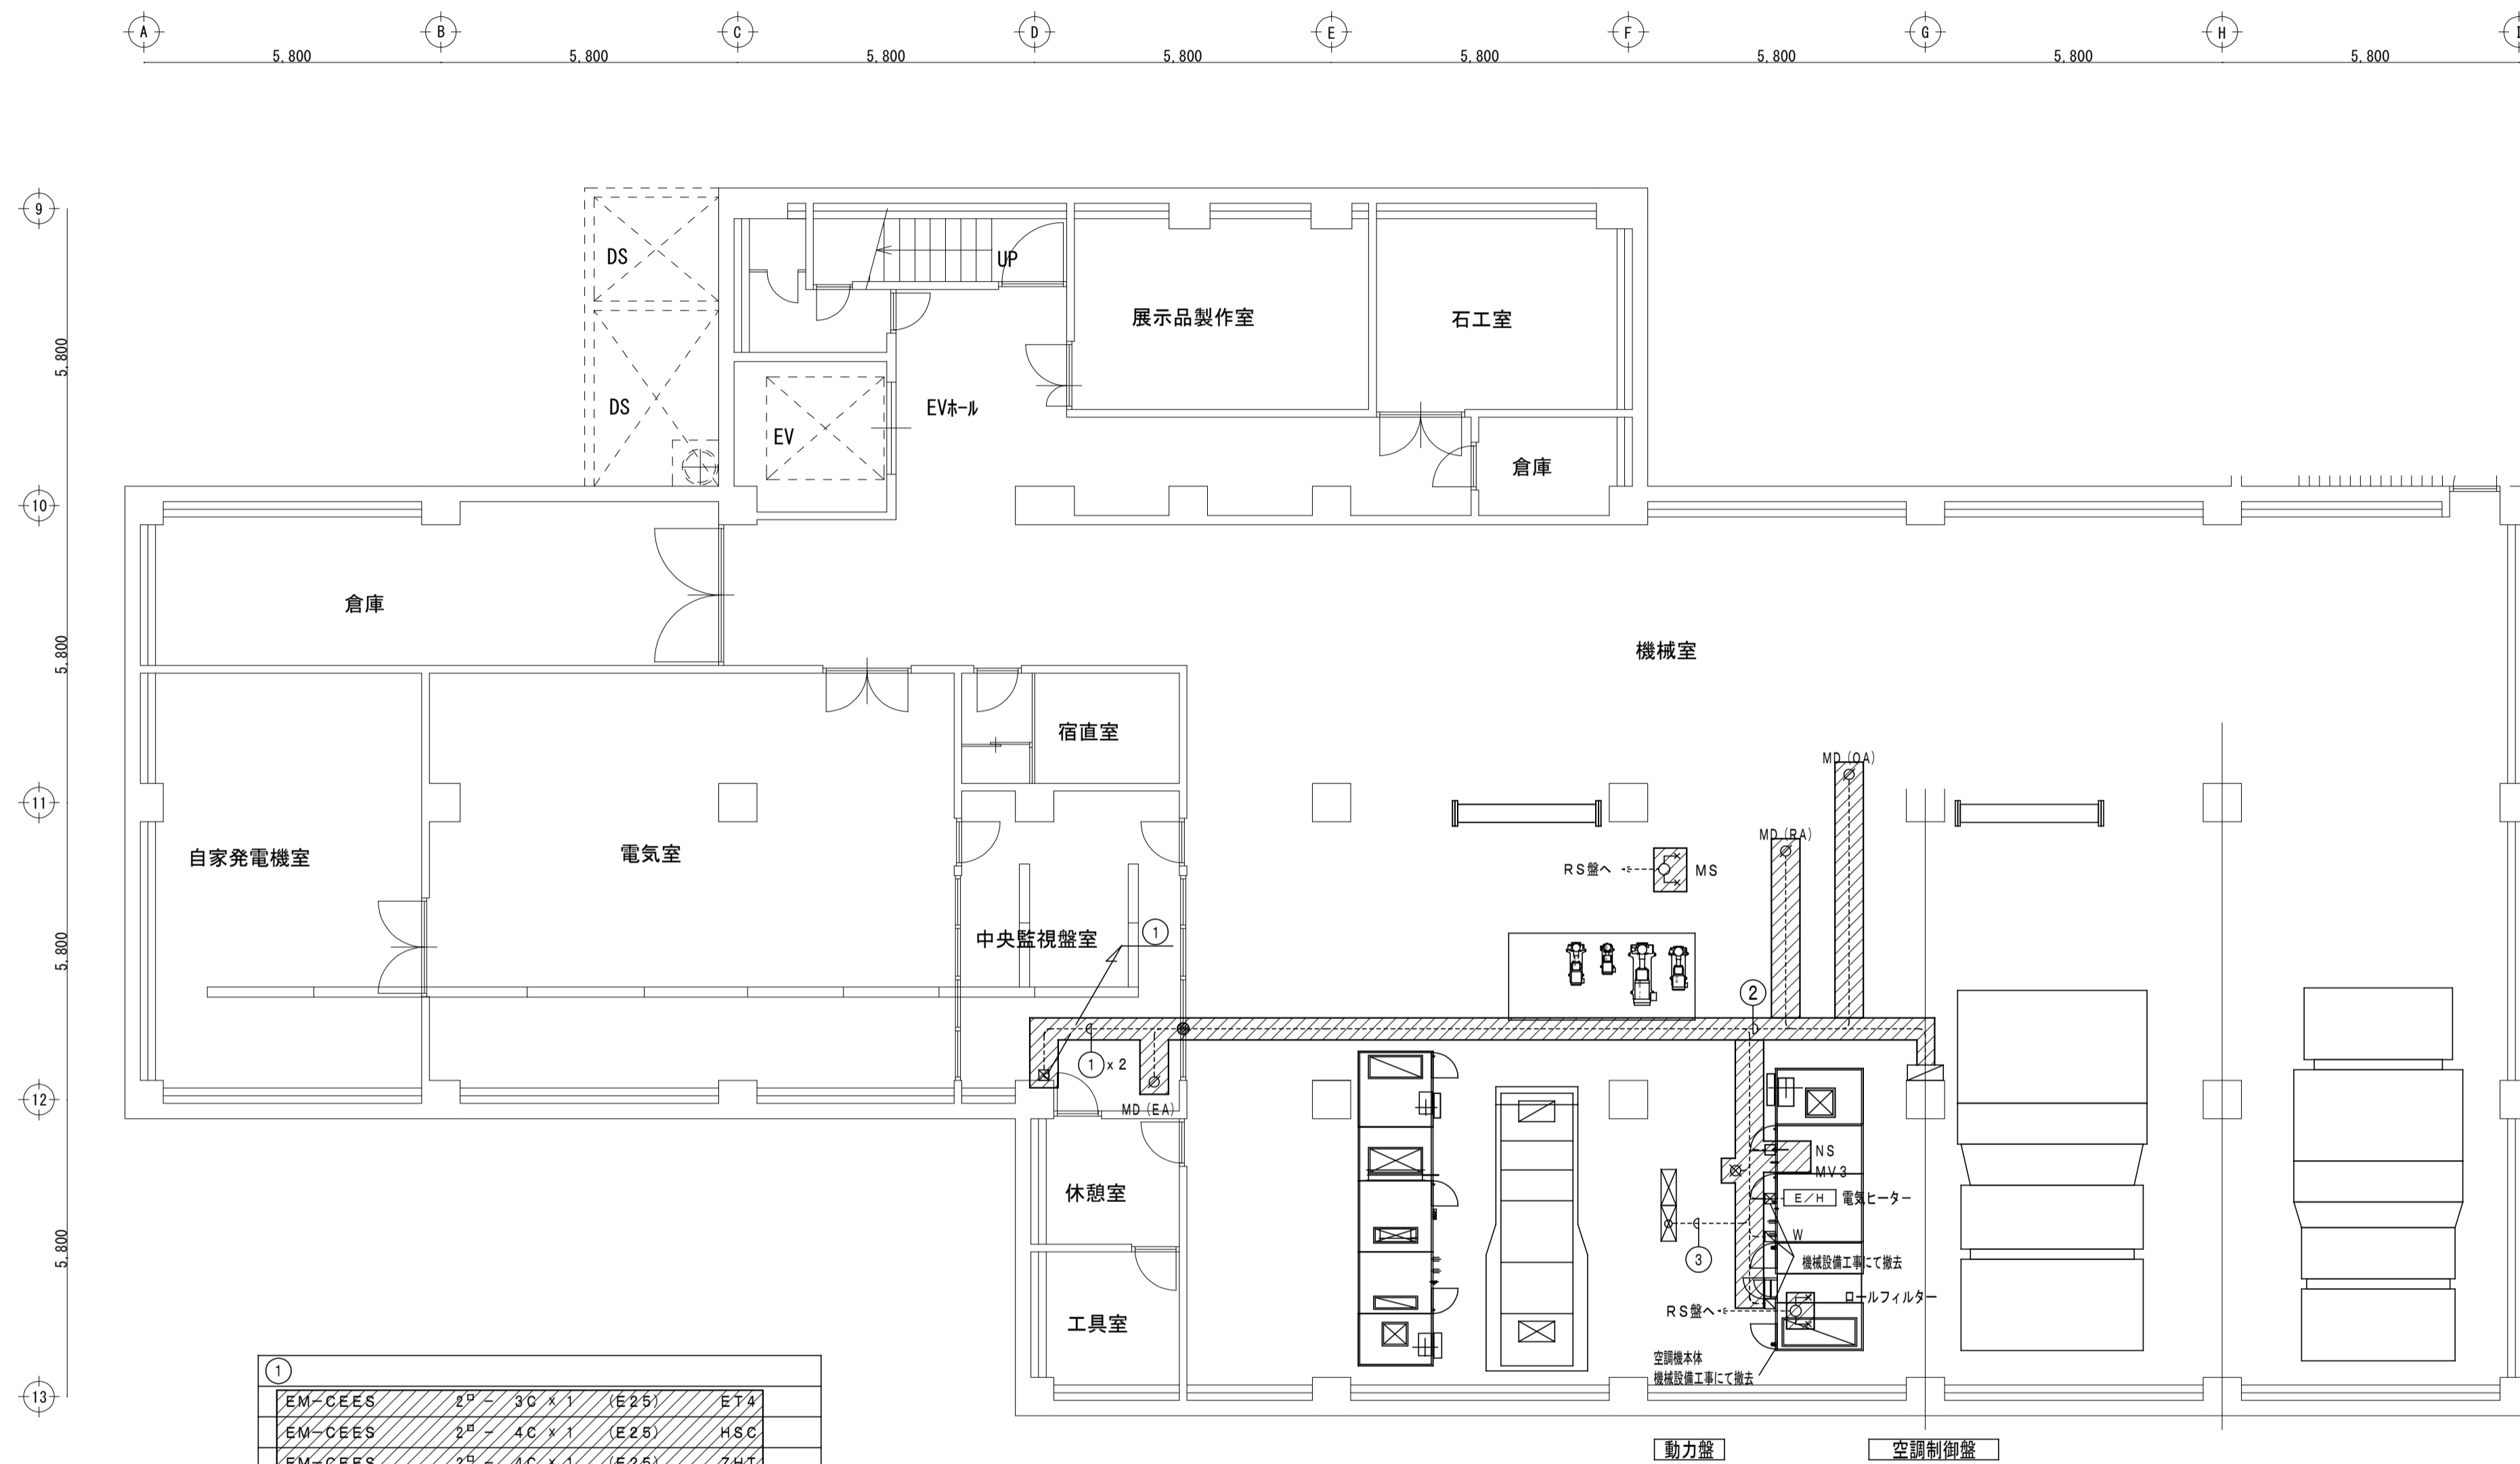 A B C D E F G H I
5,800 5,800 5,800 5,800 5,800 5,800 5,800 5,800
9
5,800
10
5,800
11
5,800
12
5,800
13
DS
UP
展示品製作室
石工室
DS
EV
EVホール
倉庫
倉庫
機械室
宿直室
自家発電機室
電気室
中央監視盤室
1
MD(OA)
MD(RA)
RS盤へ
MS
2
1 x 2
MD(EA)
NS
MV3
E/H 電気ヒーター
3
W
機械設備工事にて撤去
ロールフィルター
RS盤へ
空調機本体
機械設備工事にて撤去
休憩室
工具室
1
EM-CEES 2□ - 3C x 1 (E25) ET4
EM-CEES 2□ - 4C x 1 (E25) HSC
EM-CEES 2□ - 4C x 1 (E25) ZHT
動力盤
空調制御盤